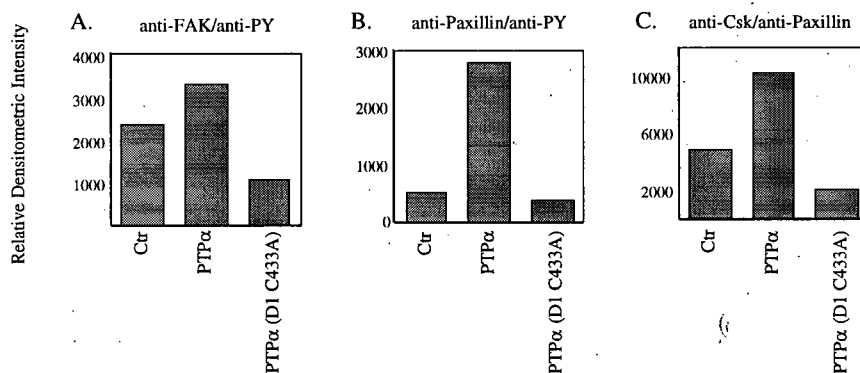 A.
anti-FAK/anti-PY
B.
anti-Paxillin/anti-PY
C.
anti-Csk/anti-Paxillin
Relative Densitometric Intensity
4000
3000
2000
1000
Ctr
PTPα
PTPα (D1 C433A)
3000
2000
1000
0
Ctr
PTPα
PTPα (D1 C433A)
10000
6000
2000
Ctr
PTPα
PTPα (D1 C433A)